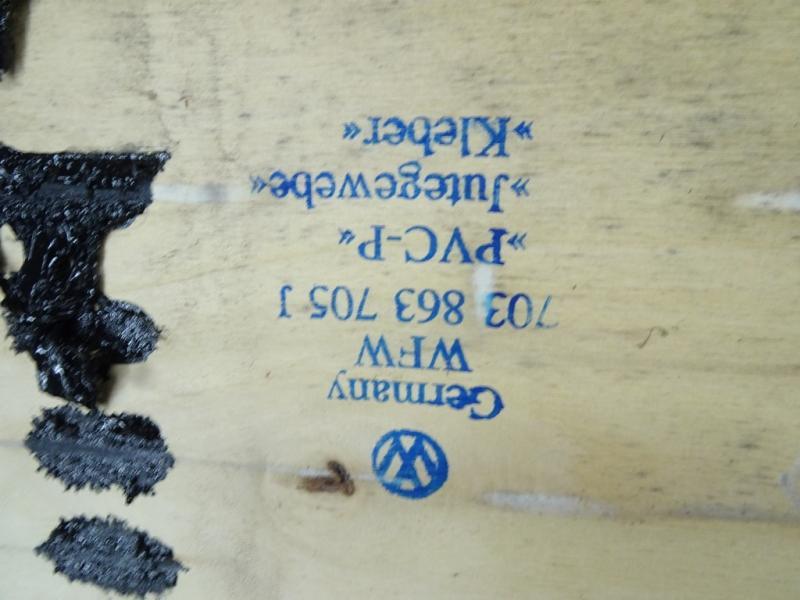 Germany
WFW
703 863 705 J
»PVC-P«
»Jutegewebe«
»Kleber«